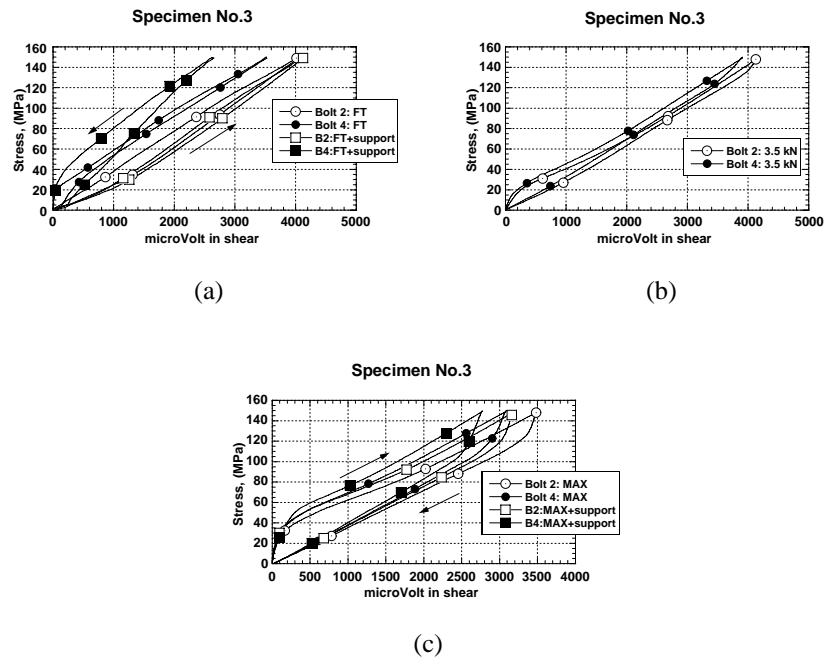 Specimen No.3
160
140
120
100
80
60
40
20
0
Stress, (MPa)
0 1000 2000 3000 4000 5000
microVolt in shear
Bolt 2: FT
Bolt 4: FT
B2:FT+support
B4:FT+support
(a)
Specimen No.3
160
140
120
100
80
60
40
20
0
Stress, (MPa)
0 1000 2000 3000 4000 5000
microVolt in shear
Bolt 2: 3.5 kN
Bolt 4: 3.5 kN
(b)
Specimen No.3
160
140
120
100
80
60
40
20
0
Stress, (MPa)
0 500 1000 1500 2000 2500 3000 3500 4000
microVolt in shear
Bolt 2: MAX
Bolt 4: MAX
B2:MAX+support
B4:MAX+support
(c)